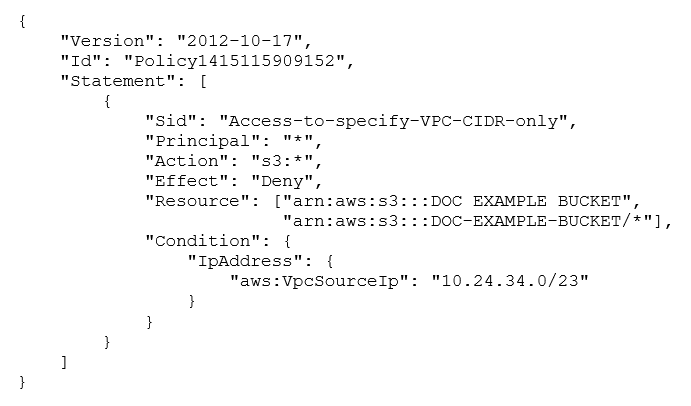 {
    "Version": "2012-10-17",
    "Id": "Policy1415115909152",
    "Statement": [
        {
            "Sid": "Access-to-specify-VPC-CIDR-only",
            "Principal": "*",
            "Action": "s3:*",
            "Effect": "Deny",
            "Resource": ["arn:aws:s3:::DOC EXAMPLE BUCKET",
                         "arn:aws:s3:::DOC-EXAMPLE-BUCKET/*"],
            "Condition": {
                "IpAddress": {
                    "aws:VpcSourceIp": "10.24.34.0/23"
                }
            }
        }
    ]
}